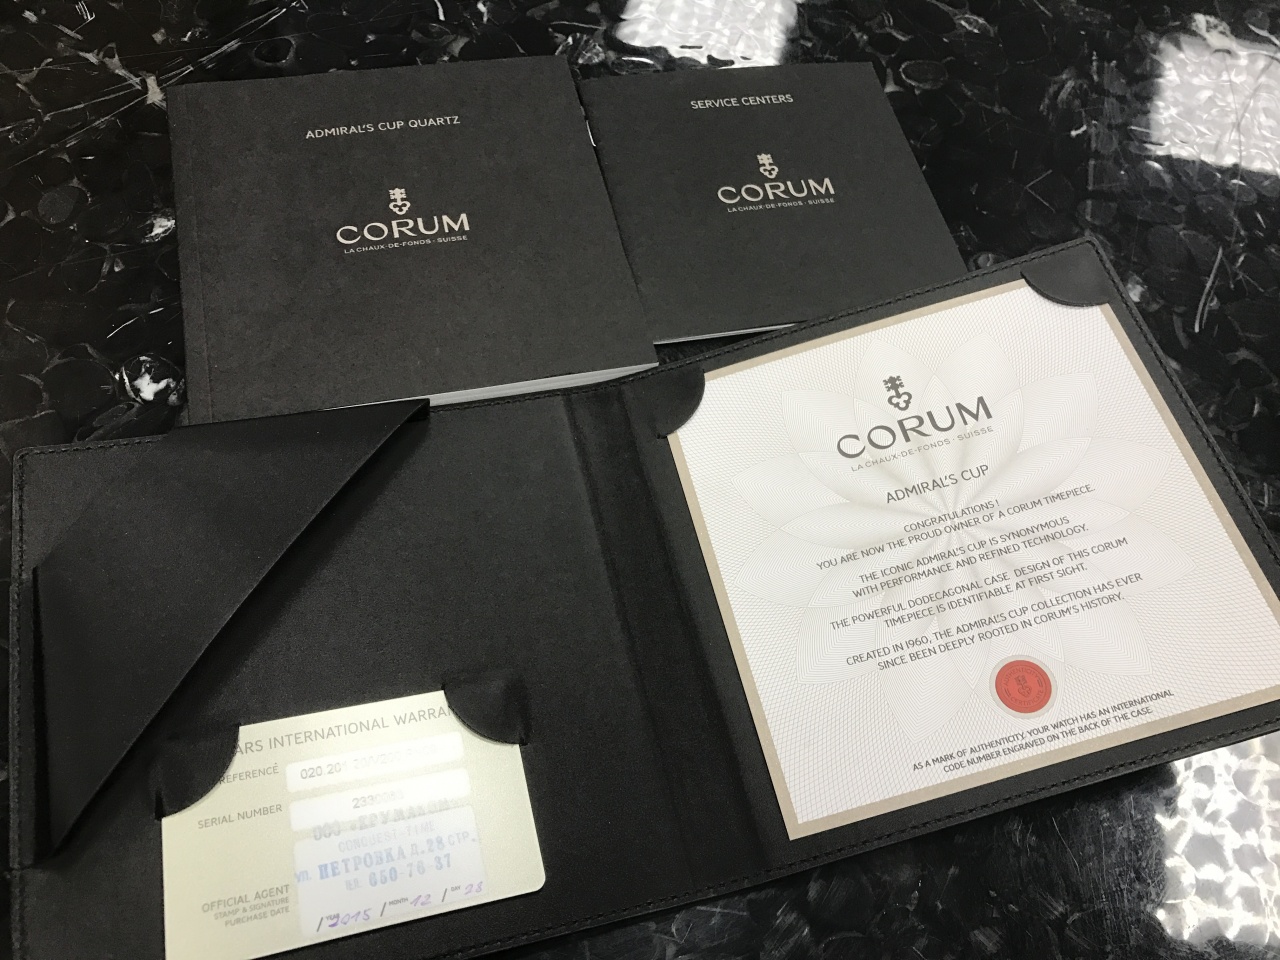 ADMIRAL'S CUP QUARTZ
CORUM
LA CHAUX-DE-FONDS · SUISSE
SERVICE CENTERS
CORUM
LA CHAUX-DE-FONDS · SUISSE
CORUM
LA CHAUX-DE-FONDS · SUISSE
ADMIRAL'S CUP
CONGRATULATIONS !
YOU ARE NOW THE PROUD OWNER OF A CORUM TIMEPIECE.
THE ICONIC ADMIRAL'S CUP IS SYNONYMOUS
WITH PERFORMANCE AND REFINED TECHNOLOGY.
THE POWERFUL DODECAGONAL CASE DESIGN OF THIS CORUM
TIMEPIECE IS IDENTIFIABLE AT FIRST SIGHT.
CREATED IN 1960, THE ADMIRAL'S CUP COLLECTION HAS EVER
SINCE BEEN DEEPLY ROOTED IN CORUM'S HISTORY.
AS A MARK OF AUTHENTICITY, YOUR WATCH HAS AN INTERNATIONAL
CODE NUMBER ENGRAVED ON THE BACK OF THE CASE.
ARS INTERNATIONAL WARRAN
REFERENCE
SERIAL NUMBER
CONQUEST-TIME
УЛ. ПЕТРОВКА Д.28 СТР.
650-76-37
OFFICIAL AGENT
STAMP & SIGNATURE
PURCHASE DATE
/ YEAR 2015 / MONTH 12 / DAY 28